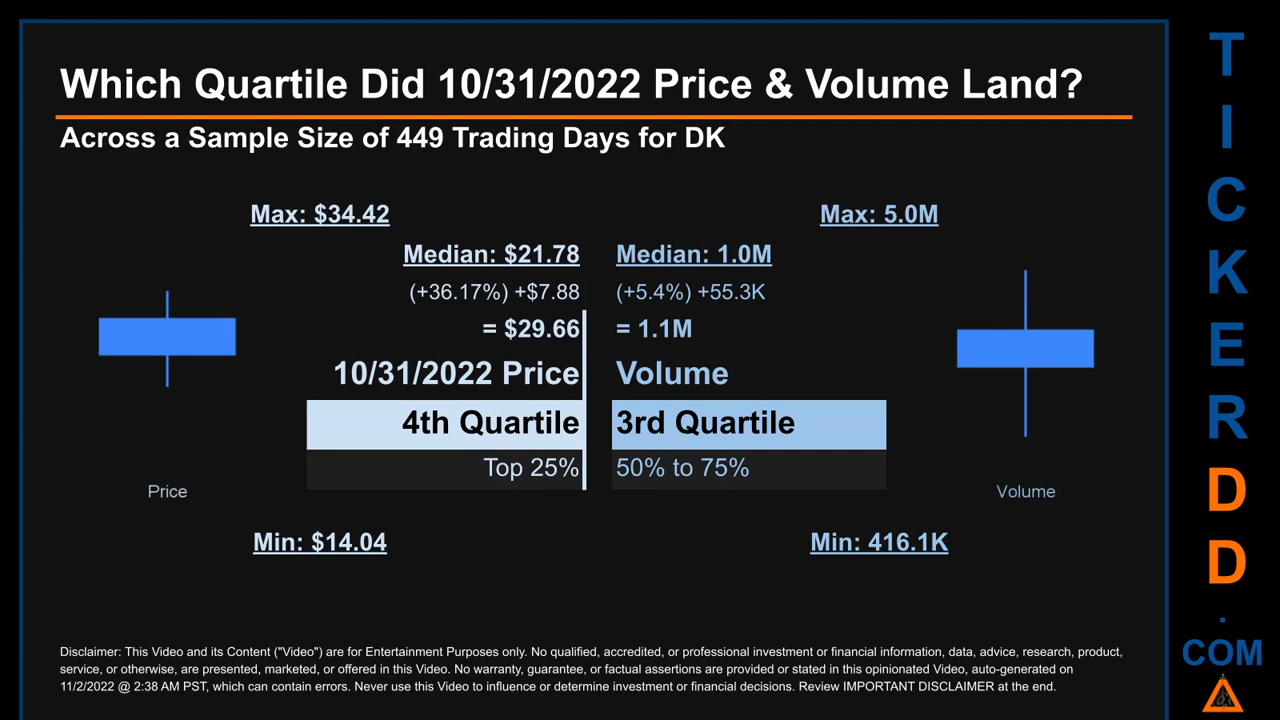 Which Quartile Did 10/31/2022 Price & Volume Land?
Across a Sample Size of 449 Trading Days for DK
Max: $34.42
Max: 5.0M
Median: $21.78
Median: 1.0M
(+36.17%) +$7.88
(+5.4%) +55.3K
= $29.66
= 1.1M
10/31/2022 Price
Volume
4th Quartile
3rd Quartile
Top 25%
50% to 75%
Price
Volume
Min: $14.04
Min: 416.1K
Disclaimer: This Video and its Content ("Video") are for Entertainment Purposes only. No qualified, accredited, or professional investment or financial information, data, advice, research, product,
service, or otherwise, are presented, marketed, or offered in this Video. No warranty, guarantee, or factual assertions are provided or stated in this opinionated Video, auto-generated on
11/2/2022 @ 2:38 AM PST, which can contain errors. Never use this Video to influence or determine investment or financial decisions. Review IMPORTANT DISCLAIMER at the end.
T
I
C
K
E
R
D
D
.
COM